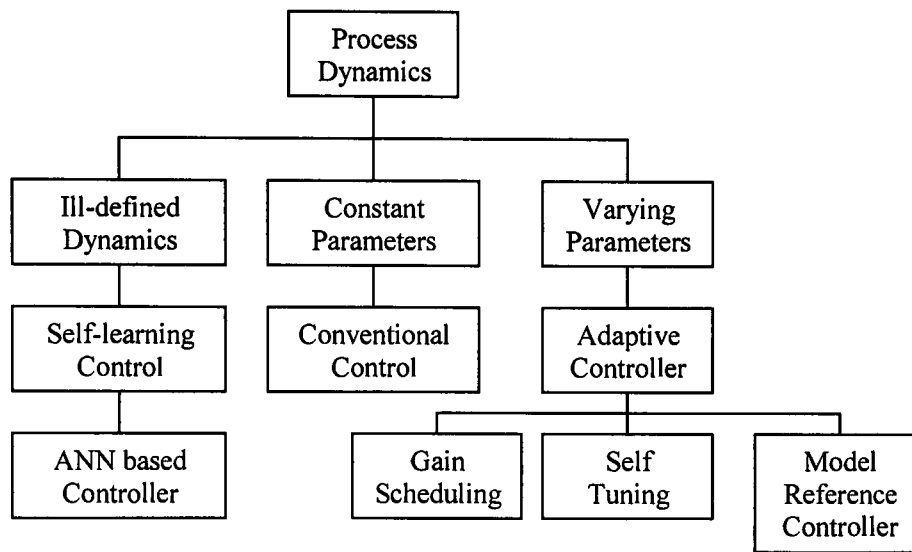 Process
Dynamics
Ill-defined
Dynamics
Constant
Parameters
Varying
Parameters
Self-learning
Control
Conventional
Control
Adaptive
Controller
ANN based
Controller
Gain
Scheduling
Self
Tuning
Model
Reference
Controller